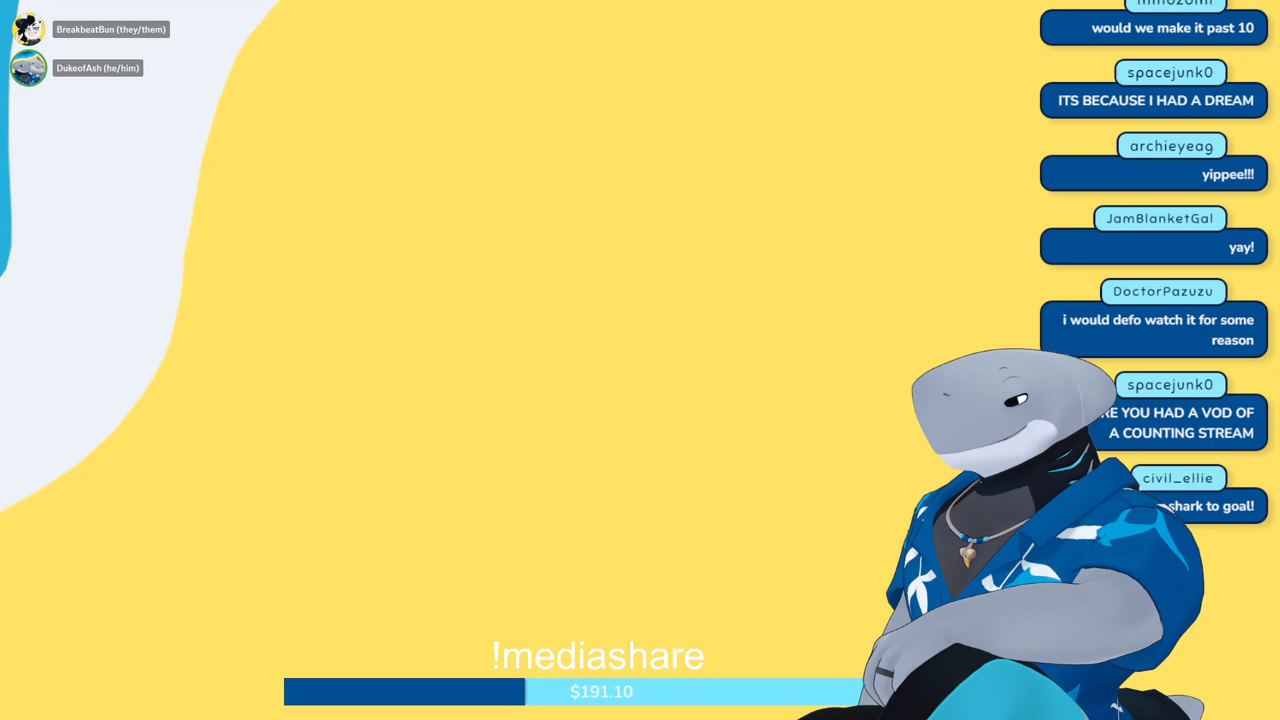 BreakbeatBun (they/them)
DukeofAsh (he/him)
would we make it past 10
spacejunk0
ITS BECAUSE I HAD A DREAM
archieyeag
yippee!!!
JamBlanketGal
yay!
DoctorPazuzu
i would defo watch it for some
reason
spacejunk0
YOU HAD A VOD OF
A COUNTING STREAM
civil_ellie
shark to goal!
!mediashare
$191.10